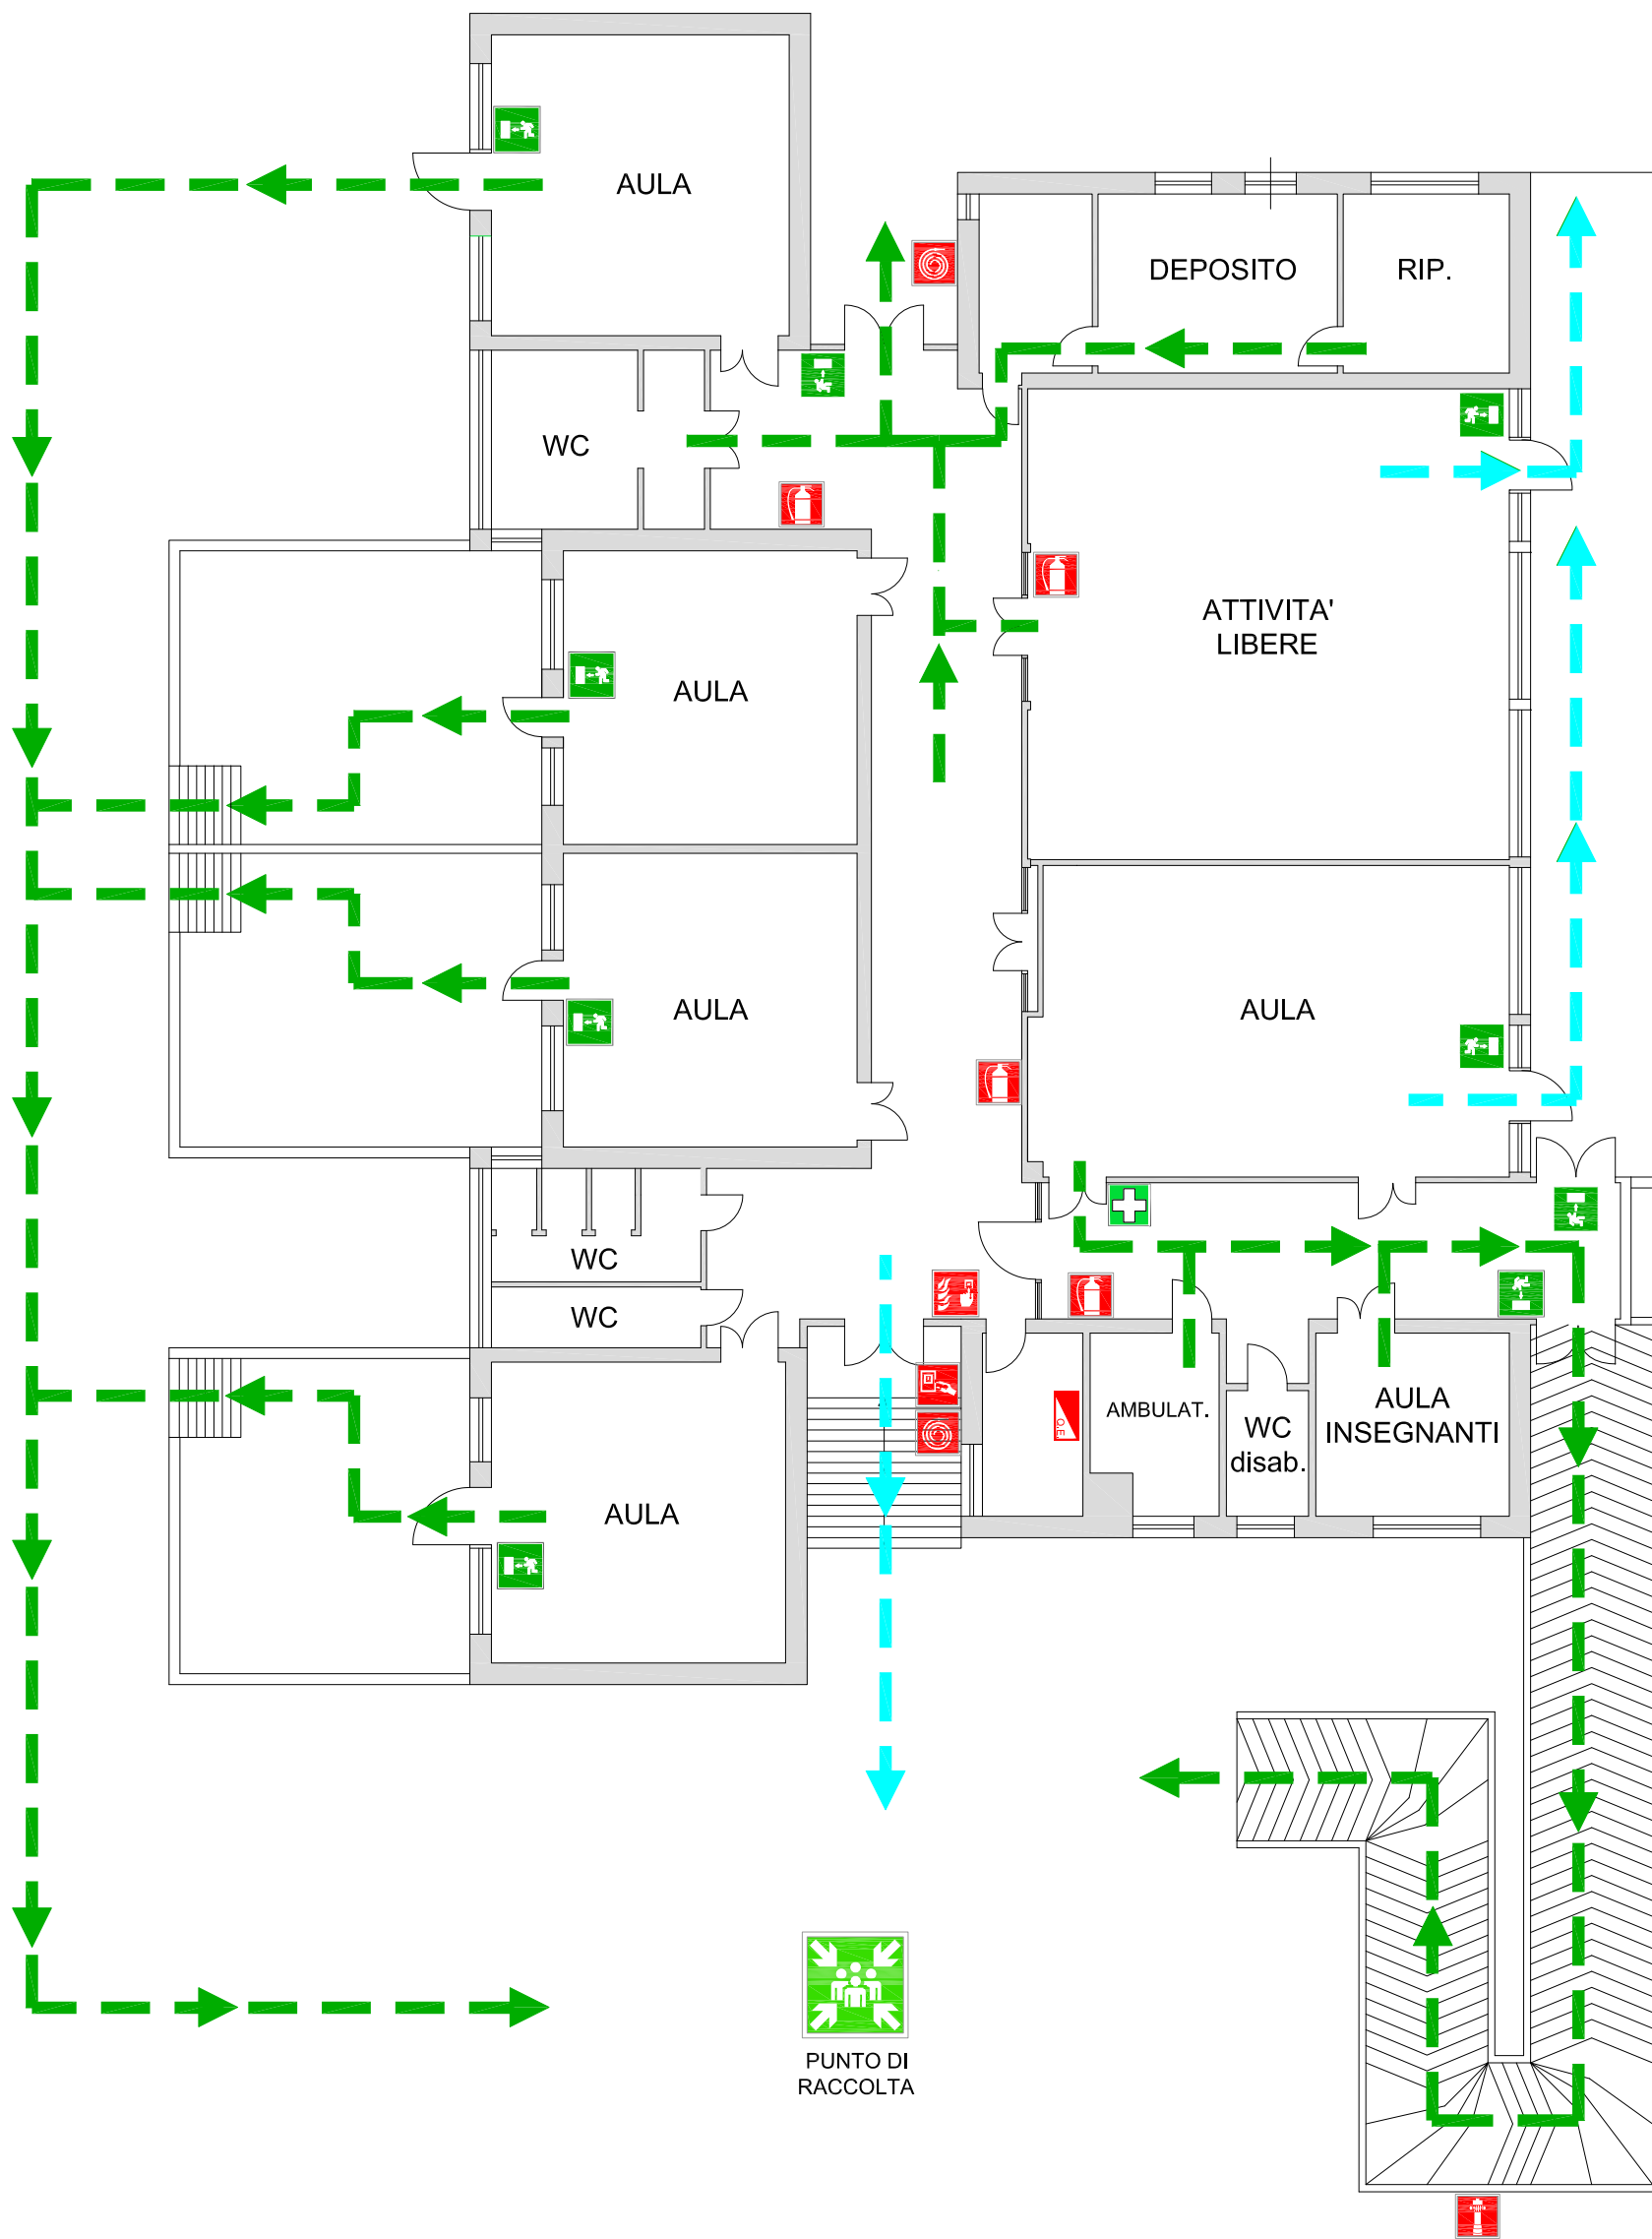 AULA
DEPOSITO
RIP.
WC
ATTIVITA'
LIBERE
AULA
AULA
AULA
WC
WC
AULA
Q.E.
AMBULAT.
WC
disab.
AULA
INSEGNANTI
PUNTO DI
RACCOLTA